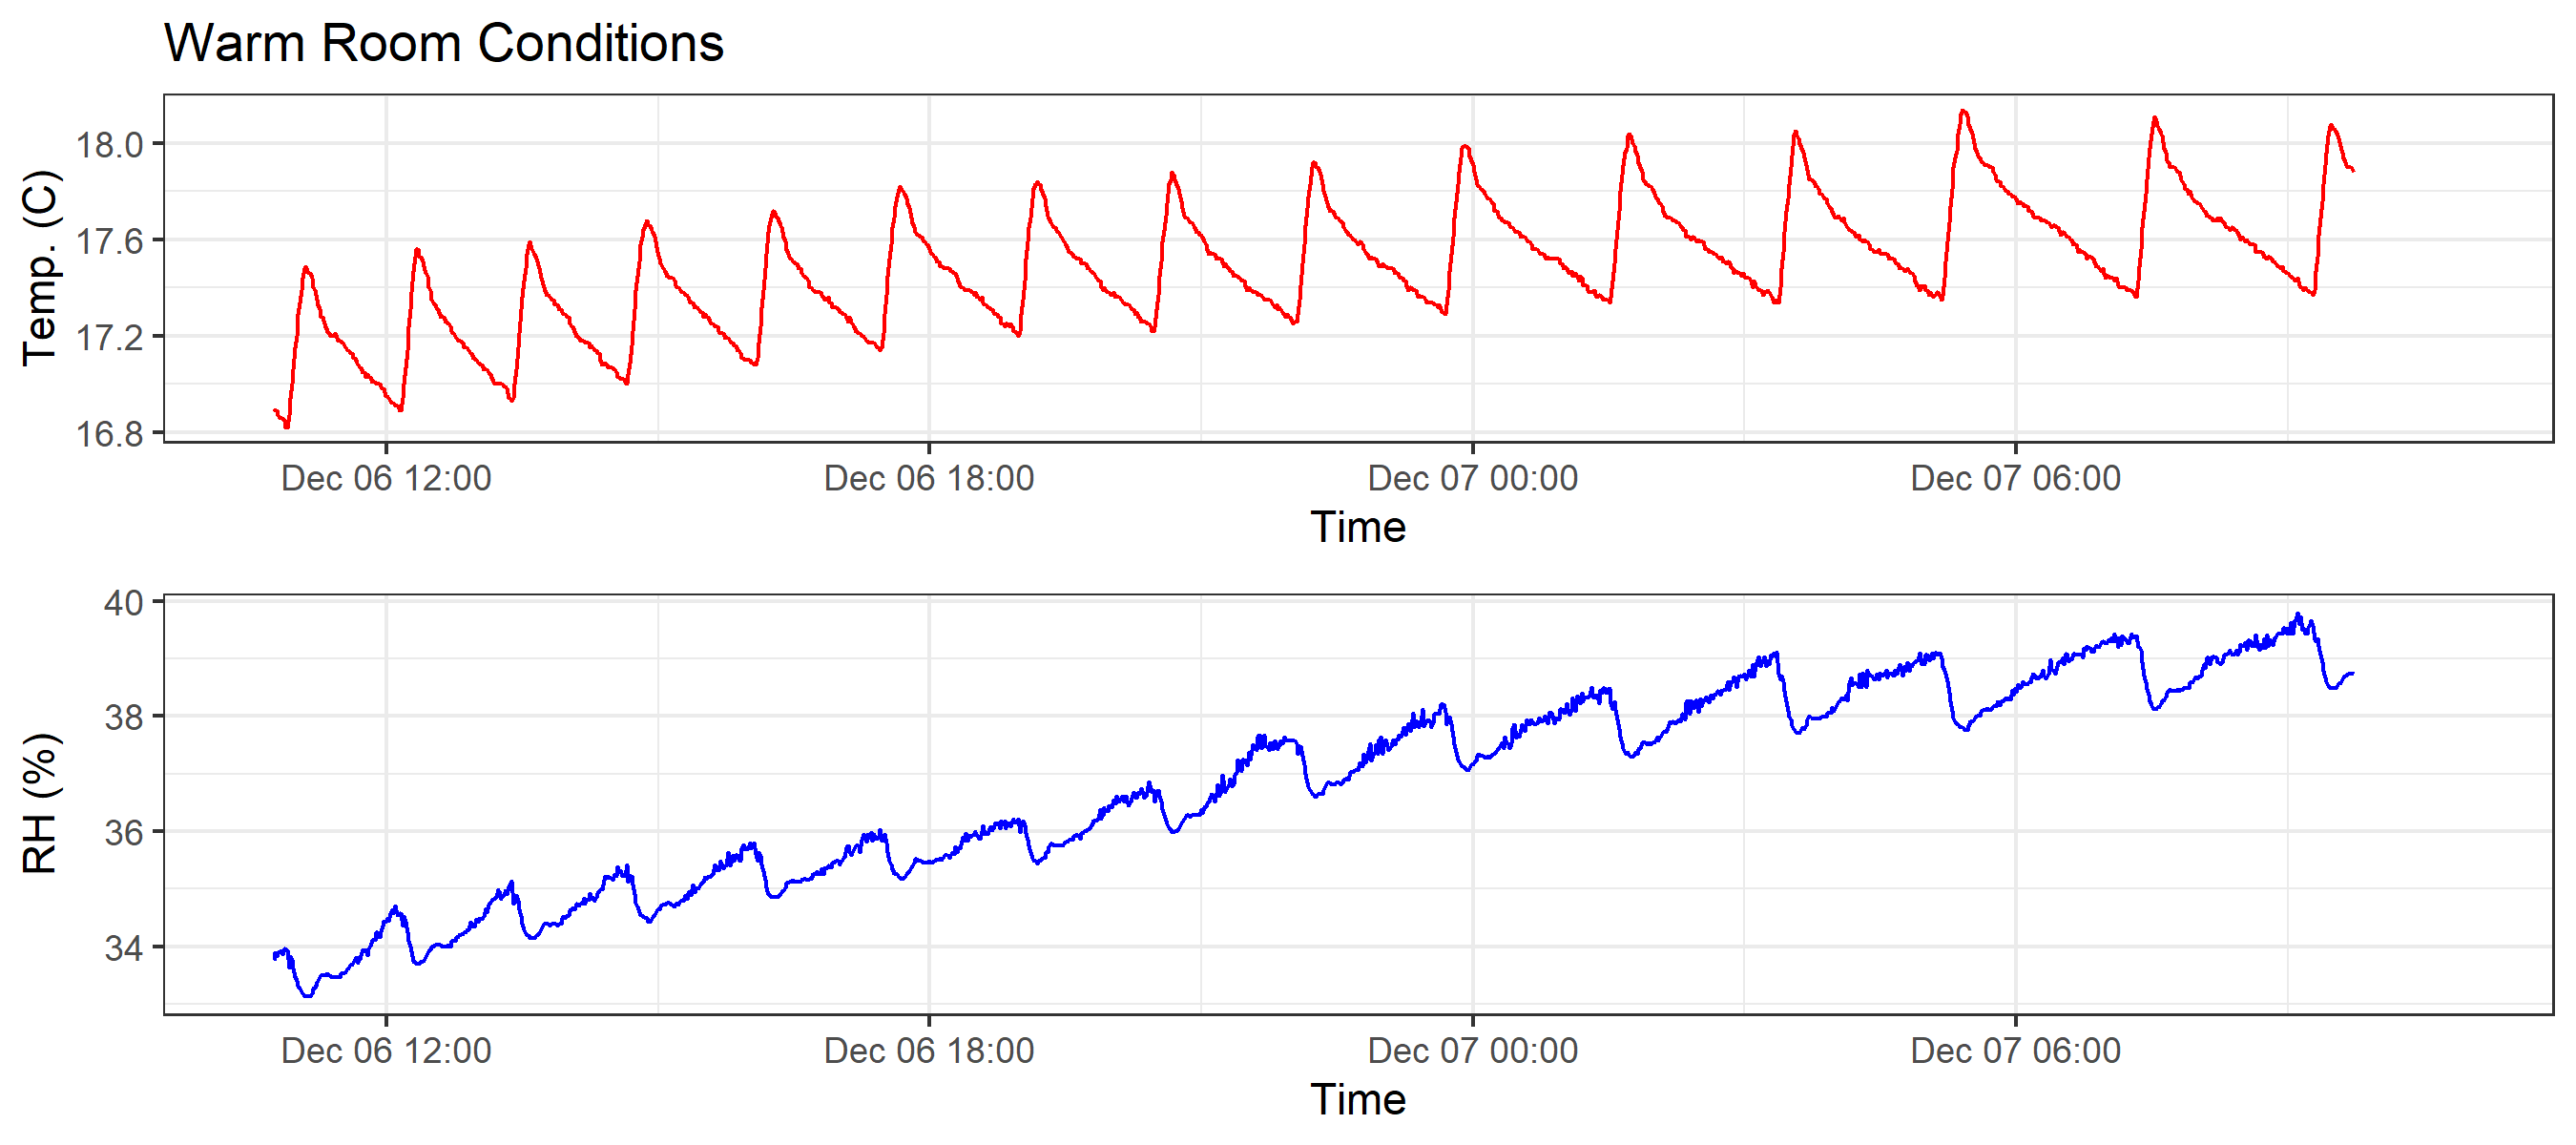 Warm Room Conditions
Temp. (C)
18.0
17.6
17.2
16.8
Dec 06 12:00 Dec 06 18:00 Dec 07 00:00 Dec 07 06:00
Time
RH (%)
40
38
36
34
Dec 06 12:00 Dec 06 18:00 Dec 07 00:00 Dec 07 06:00
Time